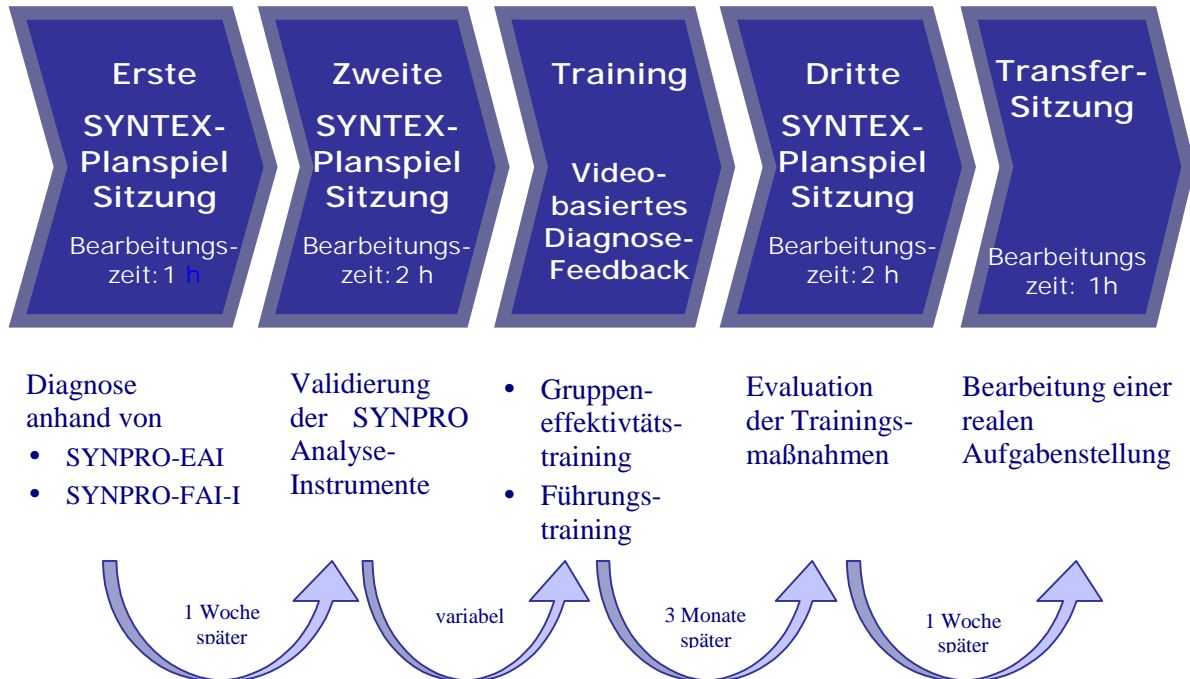 Erste
SYNTEX-
Planspiel
Sitzung
Bearbeitungs-
zeit: 1 h
Zweite
SYNTEX-
Planspiel
Sitzung
Bearbeitungs-
zeit: 2 h
Training
Video-
basiertes
Diagnose-
Feedback
Dritte
SYNTEX-
Planspiel
Sitzung
Bearbeitungs-
zeit: 2 h
Transfer-
Sitzung
Bearbeitungs
zeit: 1h
Diagnose
anhand von
• SYNPRO-EAI
• SYNPRO-FAI-I
Validierung
der SYNPRO
Analyse-
Instrumente
• Gruppen-
effektivtäts-
training
• Führungs-
training
Evaluation
der Trainings-
maßnahmen
Bearbeitung einer
realen
Aufgabenstellung
1 Woche
später
variabel
3 Monate
später
1 Woche
später